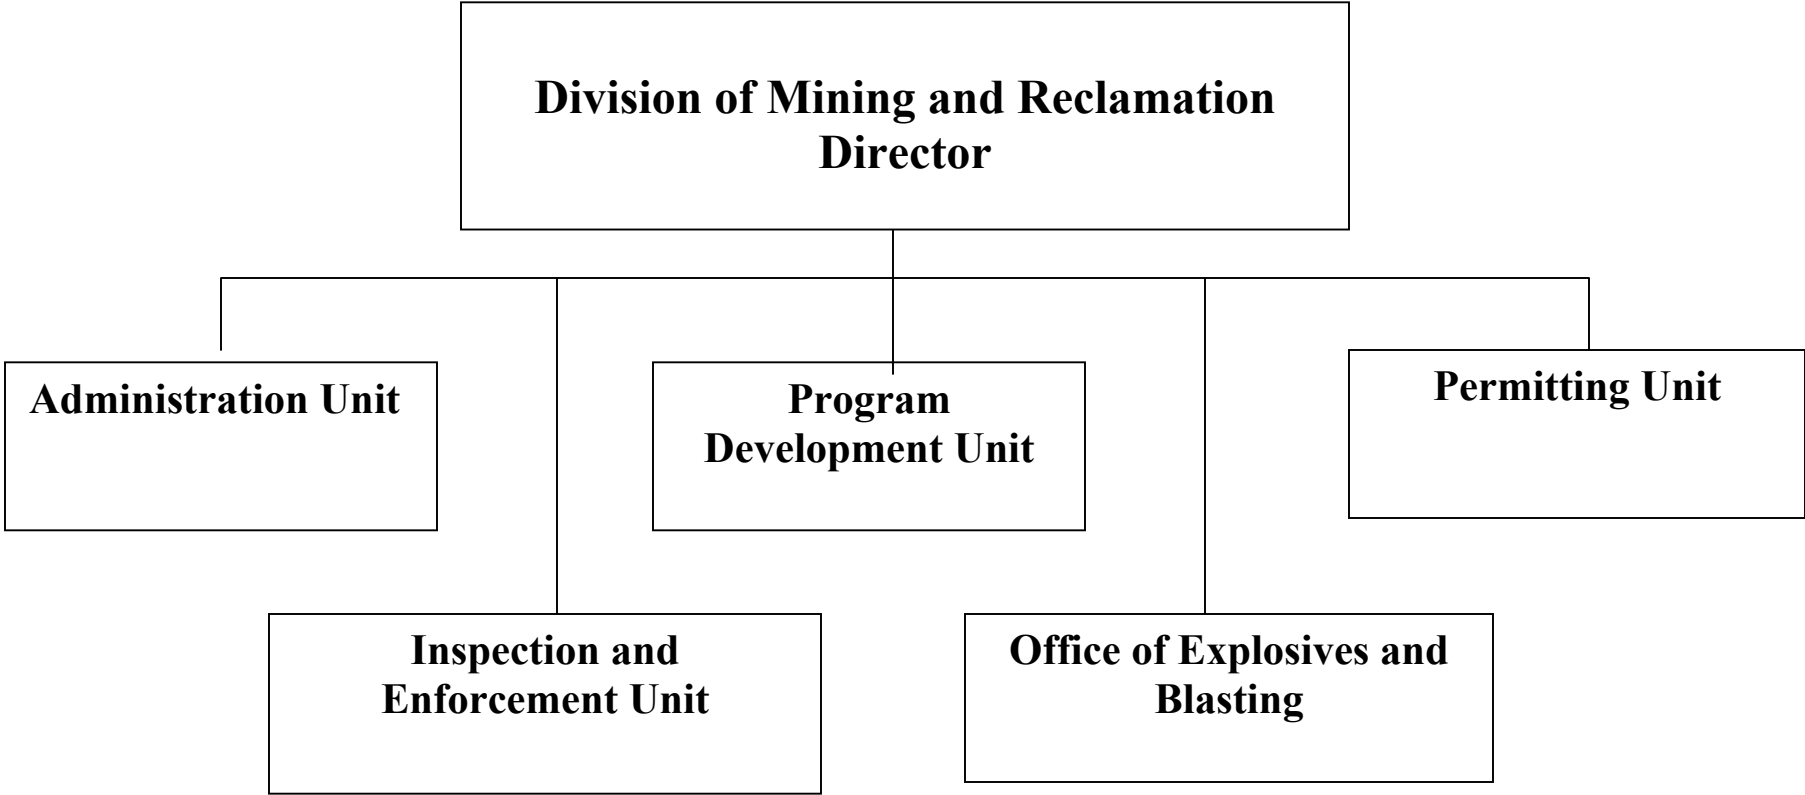 Division of Mining and Reclamation
Director
Administration Unit
Program
Development Unit
Permitting Unit
Inspection and
Enforcement Unit
Office of Explosives and
Blasting